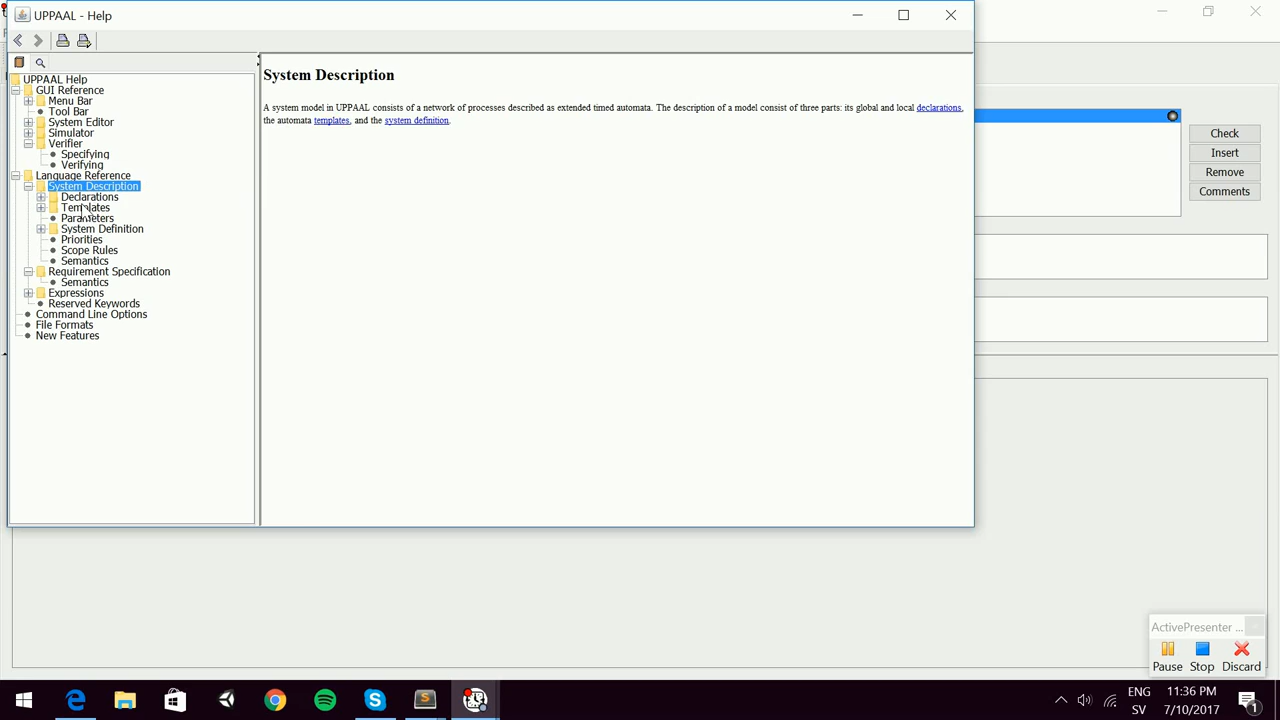 UPPAAL - Help
UPPAAL Help
GUI Reference
Menu Bar
Tool Bar
System Editor
Simulator
Verifier
Specifying
Verifying
Language Reference
System Description
Declarations
Templates
Parameters
System Definition
Priorities
Scope Rules
Semantics
Requirement Specification
Semantics
Expressions
Reserved Keywords
Command Line Options
File Formats
New Features
System Description
A system model in UPPAAL consists of a network of processes described as extended timed automata. The description of a model consist of three parts: its global and local declarations,
the automata templates, and the system definition.
Check
Insert
Remove
Comments
ActivePresenter ...
Pause Stop Discard
ENG 11:36 PM
SV 7/10/2017
1